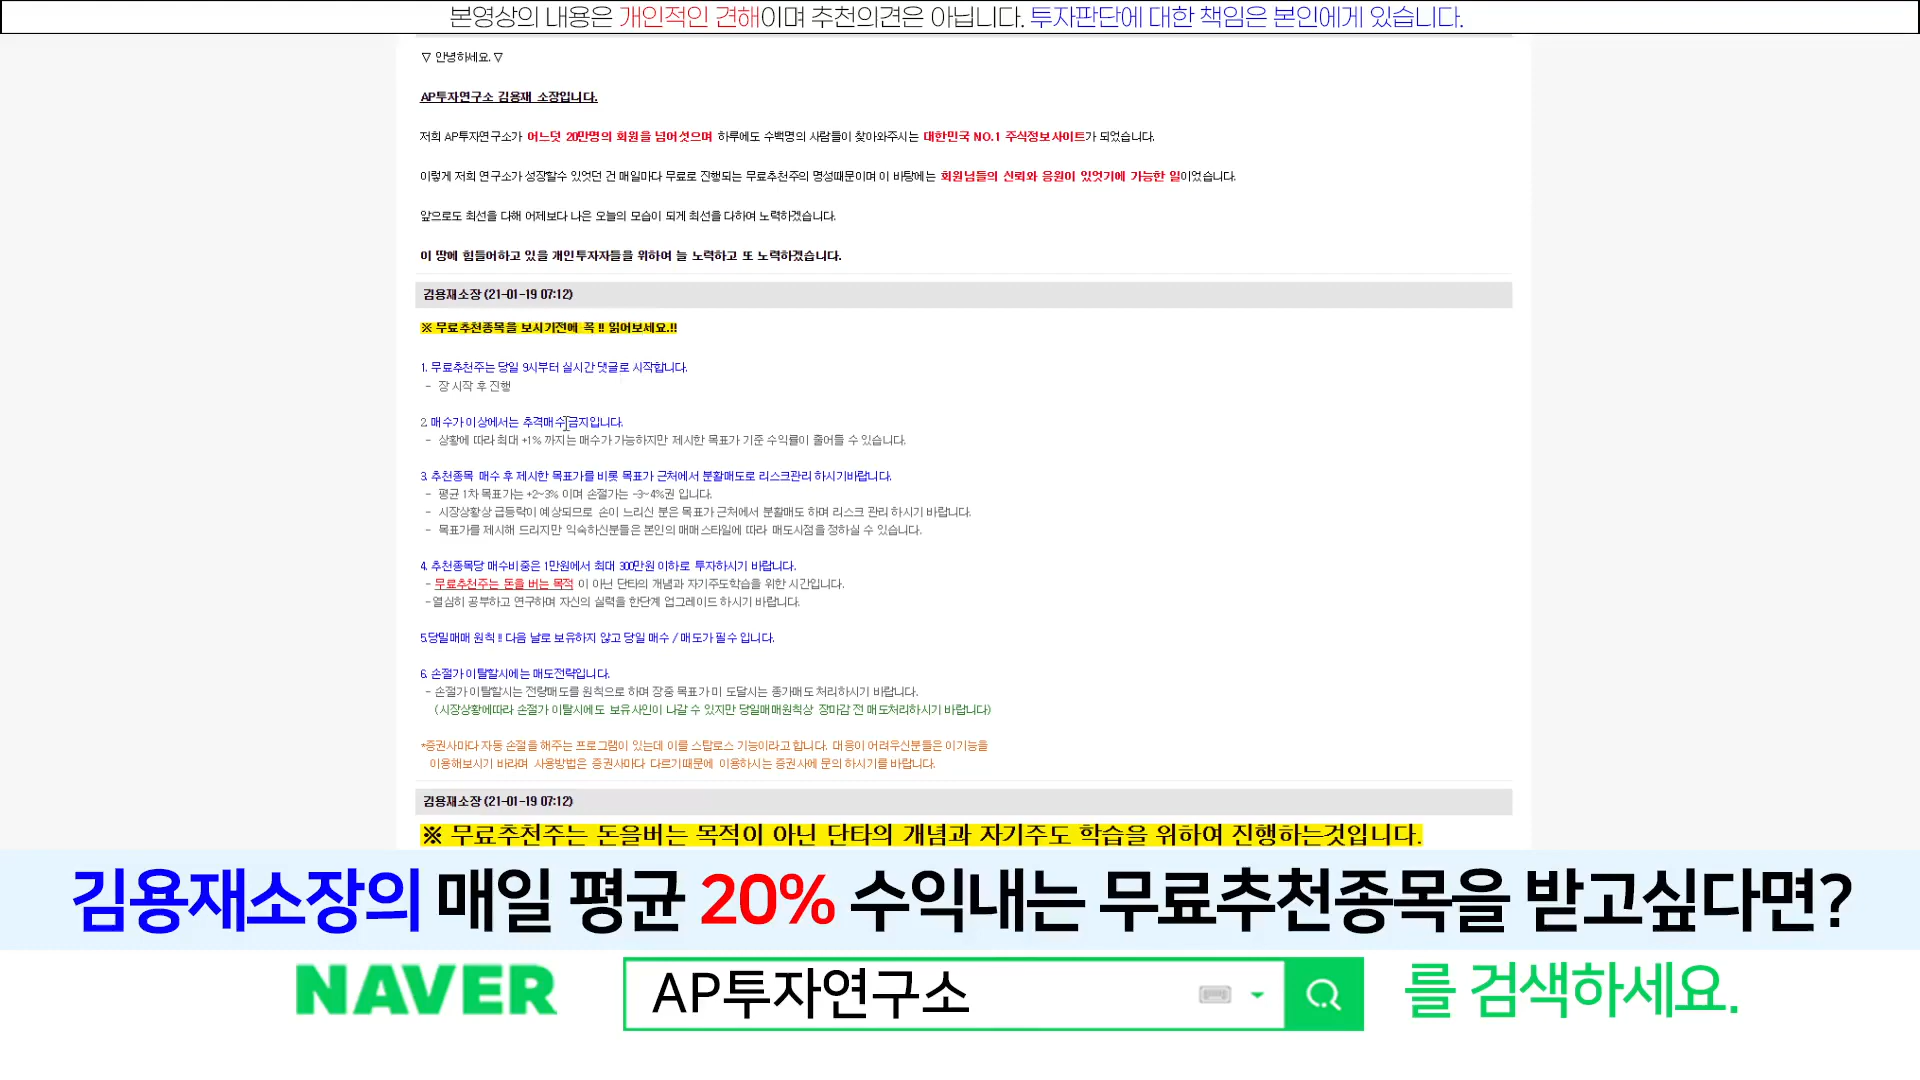 본영상의 내용은 개인적인 견해이며 추천의견은 아닙니다. 투자판단에 대한 책임은 본인에게 있습니다.
▽ 안녕하세요. ▽
AP투자연구소 김용재 소장입니다.
저희 AP투자연구소가 어느덧 20만명의 회원을 넘어섯으며 하루에도 수백명의 사람들이 찾아와주시는 대한민국 NO.1 주식정보사이트가 되었습니다.
이렇게 저희 연구소가 성장할수 있엇던 건 매일마다 무료로 진행되는 무료추천주의 명성때문이며 이 바탕에는 회원님들의 신뢰와 응원이 있엇기에 가능한 일이었습니다.
앞으로도 최선을 다해 어제보다 나은 오늘의 모습이 되게 최선을 다하여 노력하겠습니다.
이 땅에 힘들어하고 있을 개인투자자들을 위하여 늘 노력하고 또 노력하겠습니다.
김용재소장 (21-01-19 07:12)
※ 무료추천종목을 보시기전에 꼭 !! 읽어보세요.!!
1. 무료추천주는 당일 9시부터 실시간 댓글로 시작합니다.
- 장 시작 후 진행
2. 매수가 이상에서는 추격매수금지입니다.
- 상황에 따라 최대 +1% 까지는 매수가 가능하지만 제시한 목표가 기준 수익률이 줄어들 수 있습니다.
3. 추천종목 매수 후 제시한 목표가를 비롯 목표가 근처에서 분활매도로 리스크관리 하시기바랍니다.
- 평균 1차 목표가는 +2~3% 이며 손절가는 -3~4%권 입니다.
- 시장상황상 급등락이 예상되므로 손이 느리신 분은 목표가 근처에서 분활매도 하며 리스크 관리 하시기 바랍니다.
- 목표가를 제시해 드리지만 익숙하신분들은 본인의 매매 스타일에 따라 매도시점을 정하실 수 있습니다.
4. 추천종목당 매수비중은 1만원에서 최대 300만원 이하로 투자하시기 바랍니다.
- 무료추천주는 돈을 버는 목적 이 아닌 단타의 개념과 자기주도학습을 위한 시간입니다.
- 열심히 공부하고 연구하며 자신의 실력을 한단계 업그레이드 하시기 바랍니다.
5.당일매매 원칙 !! 다음 날로 보유하지 않고 당일 매수 / 매도가 필수 입니다.
6. 손절가 이탈할시에는 매도전략입니다.
- 손절가 이탈할시는 전량매도를 원칙으로 하며 장중 목표가 미 도달시는 종가매도 처리하시기 바랍니다.
(시장상황에따라 손절가 이탈시에도 보유사인이 나갈 수 있지만 당일매매원칙상 장마감 전 매도처리하시기 바랍니다)
*증권사마다 자동 손절을 해주는 프로그램이 있는데 이를 스탑로스 기능이라고 합니다. 대응이 어려우신분들은 이기능을
이용해보시기 바라며 사용방법은 증권사마다 다르기때문에 이용하시는 증권사에 문의 하시기를 바랍니다.
김용재소장 (21-01-19 07:12)
※ 무료추천주는 돈을버는 목적이 아닌 단타의 개념과 자기주도 학습을 위하여 진행하는것입니다.
김용재소장의 매일 평균 20% 수익내는 무료추천종목을 받고싶다면?
NAVER AP투자연구소 를 검색하세요.